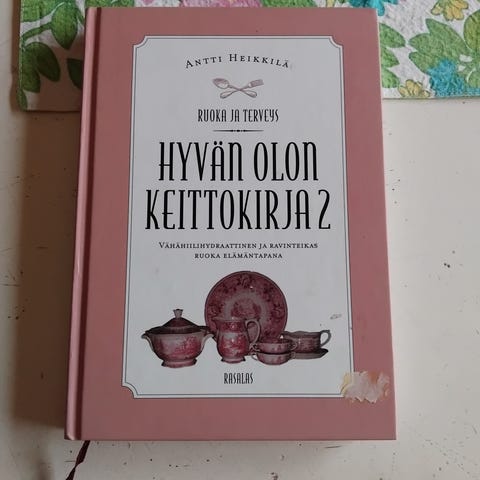 Antti Heikkilä
Ruoka ja terveys
HYVÄN OLON
KEITTOKIRJA 2
Vähähiilihydraattinen ja ravinteikas
ruoka elämäntapana
RASALAS